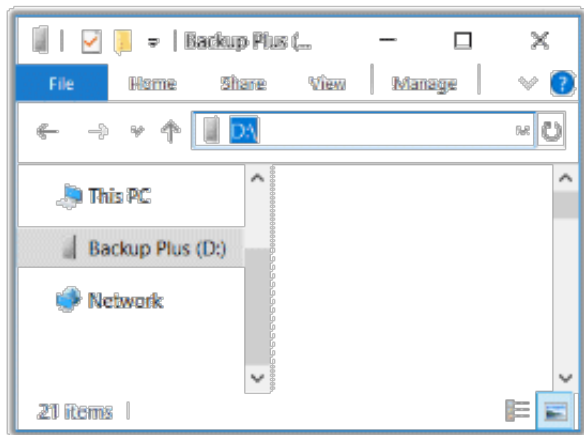 Backup Plus (...
File Home Share View Manage ?
D:\
This PC
Backup Plus (D:)
Network
21 items